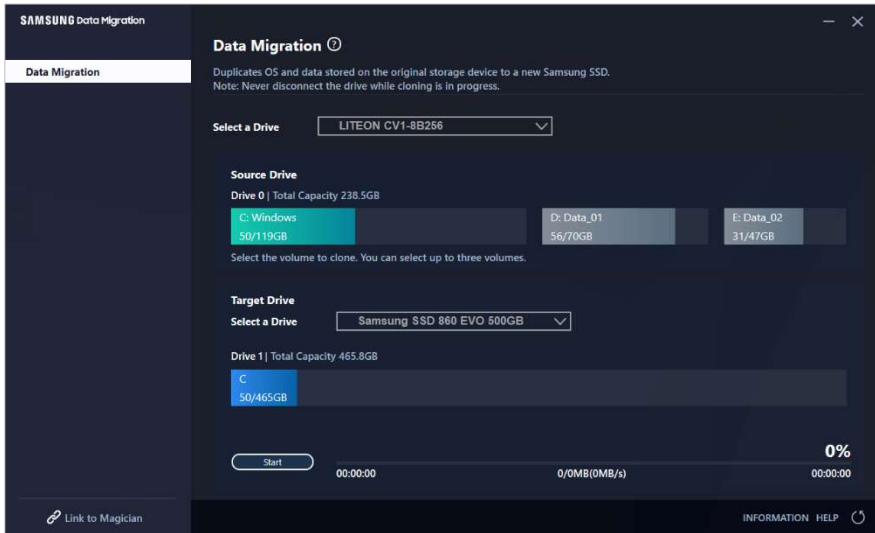 SAMSUNG Data Migration
Data Migration
Data Migration ?
Duplicates OS and data stored on the original storage device to a new Samsung SSD.
Note: Never disconnect the drive while cloning is in progress.
Select a Drive LITEON CV1-8B256
Source Drive
Drive 0 | Total Capacity 238.5GB
C: Windows D: Data_01 E: Data_02
50/119GB 56/70GB 31/47GB
Select the volume to clone. You can select up to three volumes.
Target Drive
Select a Drive Samsung SSD 860 EVO 500GB
Drive 1 | Total Capacity 465.8GB
C
50/465GB
0%
Start
00:00:00 0/0MB(0MB/s) 00:00:00
Link to Magician
INFORMATION HELP